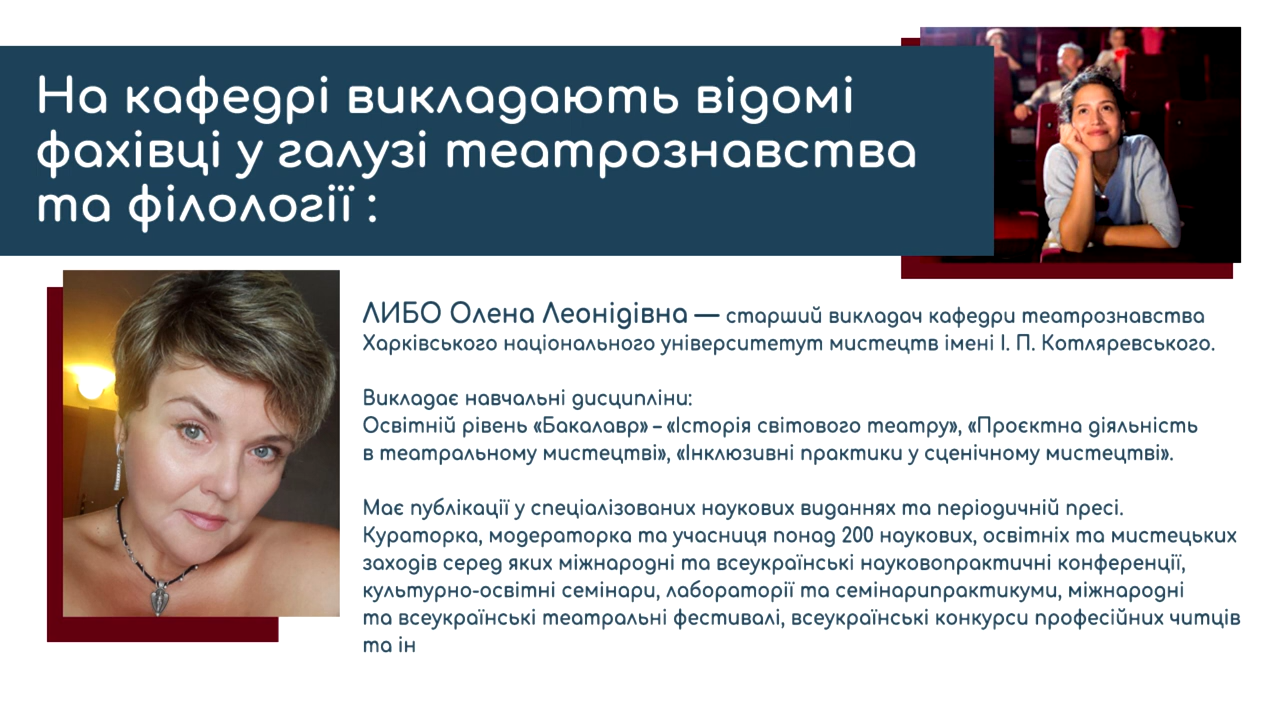 На кафедрі викладають відомі
фахівці у галузі театрознавства
та філології :
ЛИБО Олена Леонідівна — старший викладач кафедри театрознавства
Харківського національного університетут мистецтв імені І. П. Котляревського.
Викладає навчальні дисципліни:
Освітній рівень «Бакалавр» – «Історія світового театру», «Проєктна діяльність
в театральному мистецтві», «Інклюзивні практики у сценічному мистецтві».
Має публікації у спеціалізованих наукових виданнях та періодичній пресі.
Кураторка, модераторка та учасниця понад 200 наукових, освітніх та мистецьких
заходів серед яких міжнародні та всеукраїнські науковопрактичні конференції,
культурно-освітні семінари, лабораторії та семінарипрактикуми, міжнародні
та всеукраїнські театральні фестивалі, всеукраїнські конкурси професійних читців
та ін